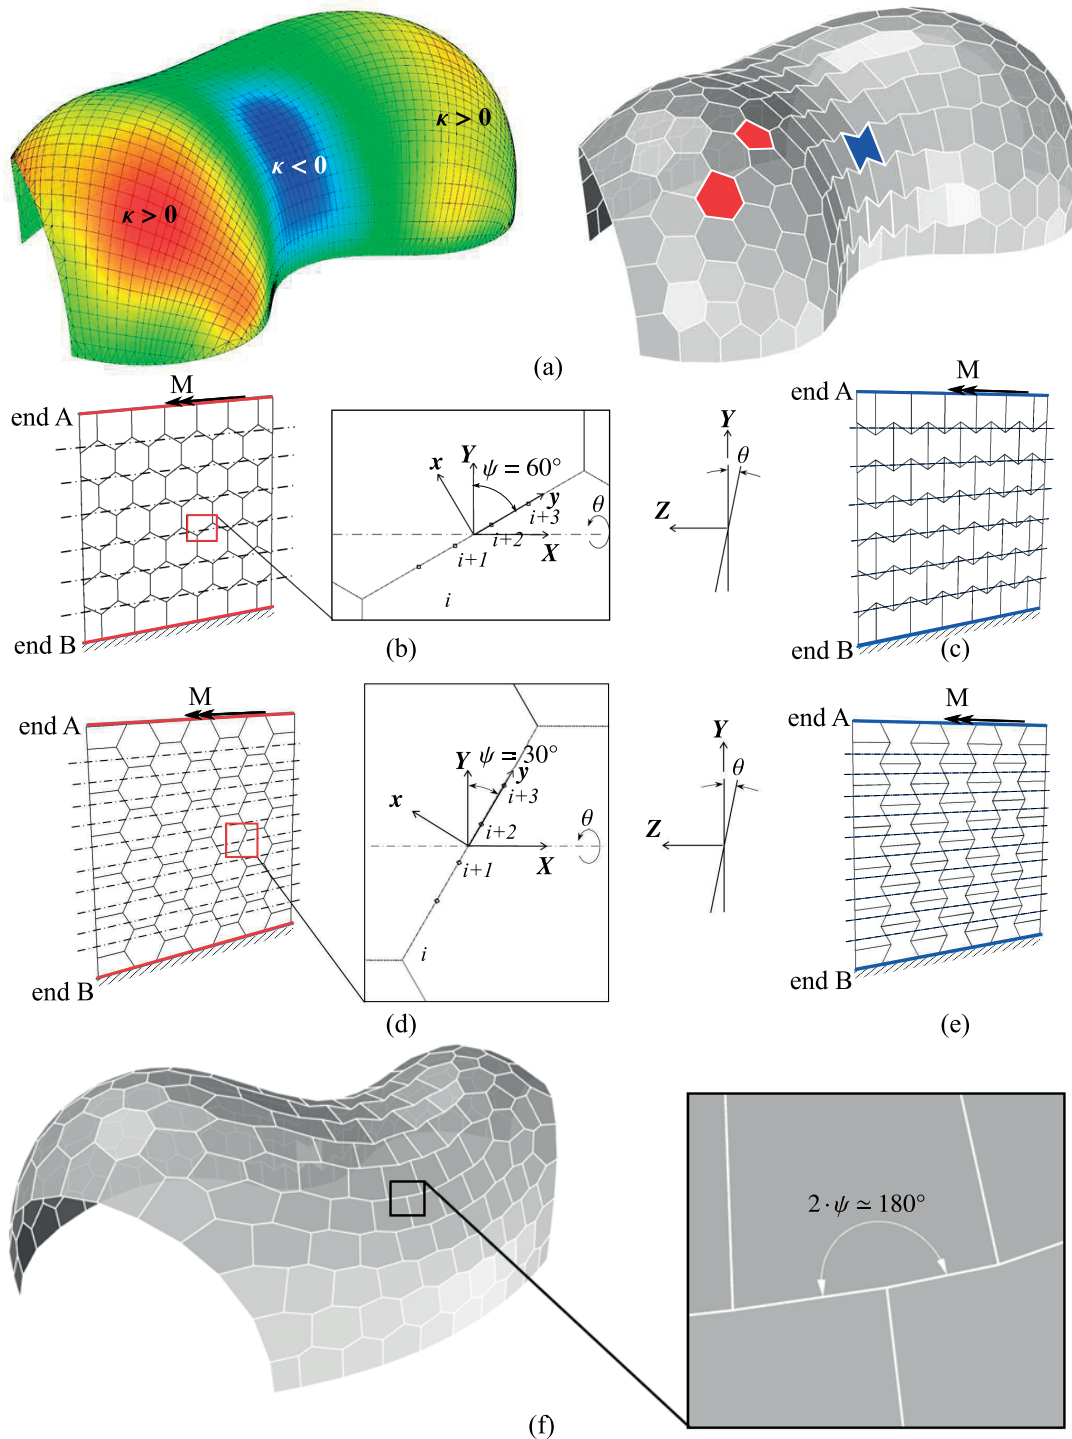 κ > 0
κ < 0
κ > 0
(a)
M
end A
end B
Y
x
ψ = 60°
y
i+3
θ
i+2
X
i+1
i
(b)
Y
θ
Z
M
end A
end B
(c)
M
end A
end B
ψ = 30°
Y
y
x
i+3
θ
i+2
i+1
X
i
(d)
Y
θ
Z
M
end A
end B
(e)
2·ψ ≃ 180°
(f)